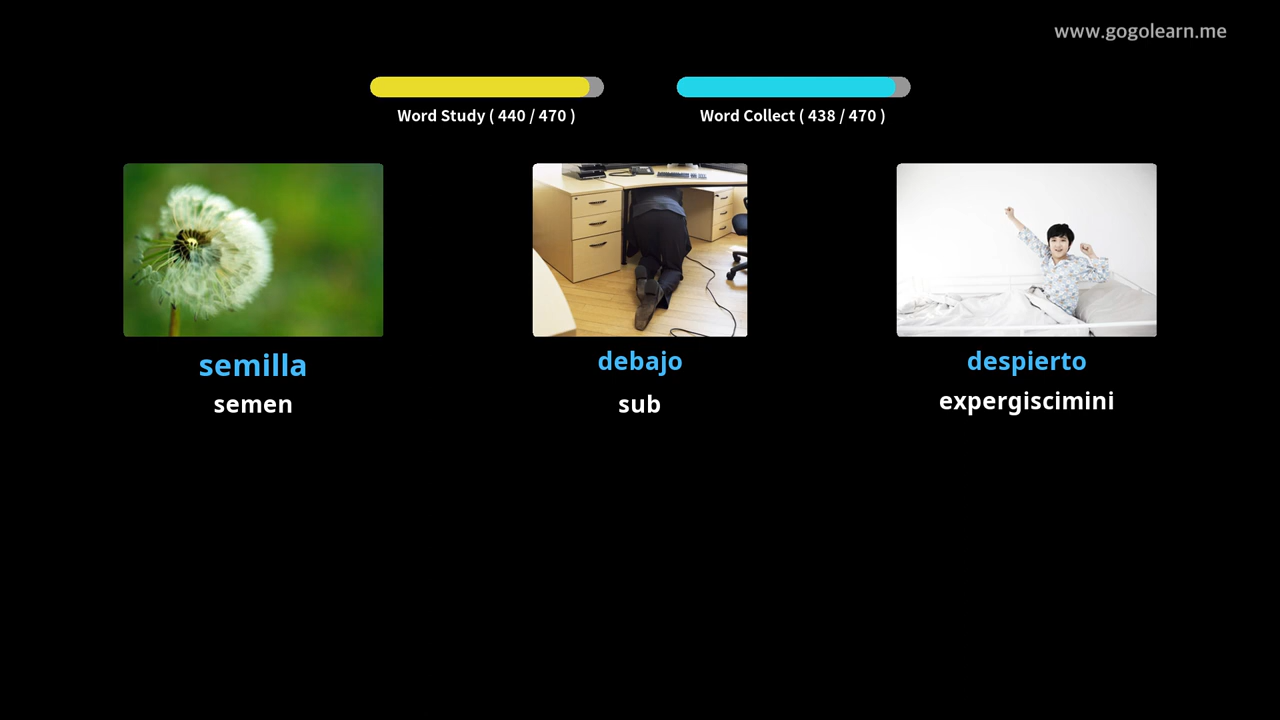 www.gogolearn.me
Word Study ( 440 / 470 )
Word Collect ( 438 / 470 )
semilla
debajo
despierto
semen
sub
expergiscimini